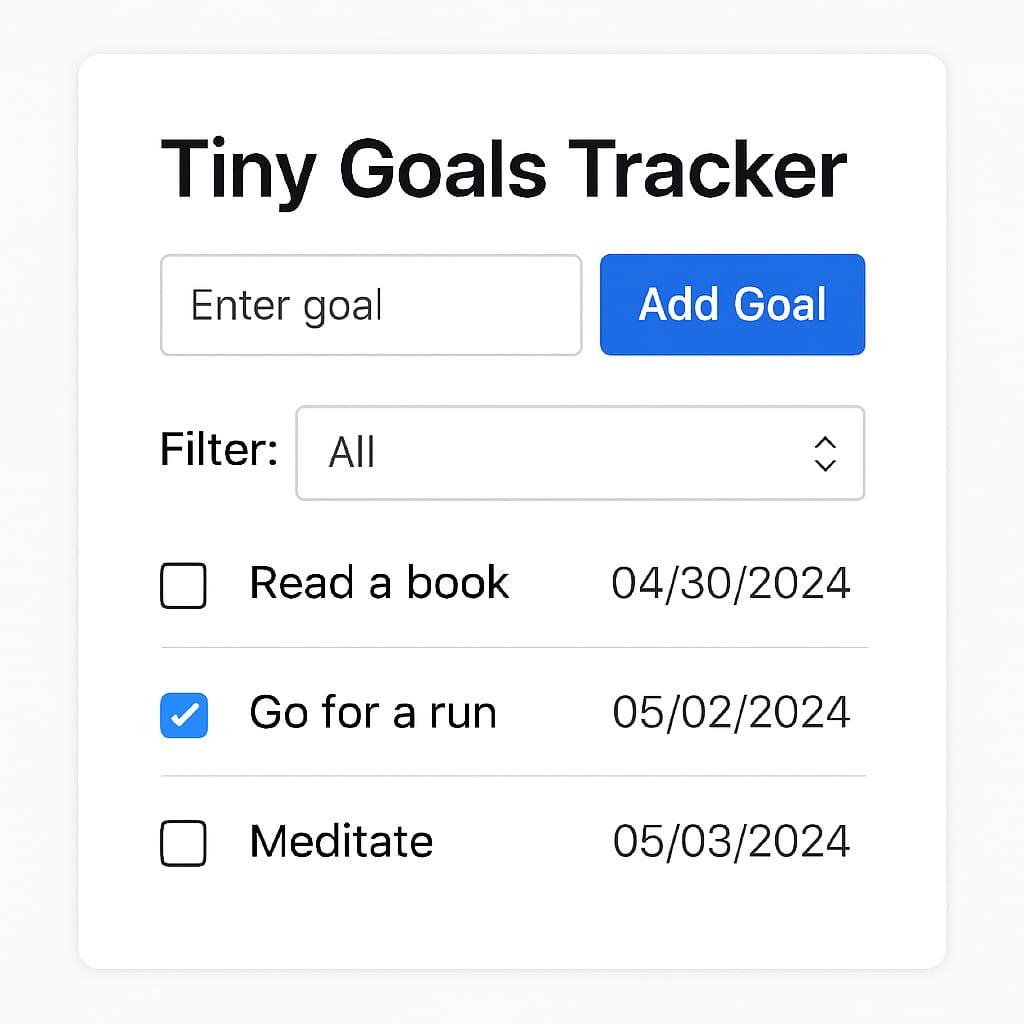 Tiny Goals Tracker
Enter goal Add Goal
Filter: All
Read a book 04/30/2024
Go for a run 05/02/2024
Meditate 05/03/2024